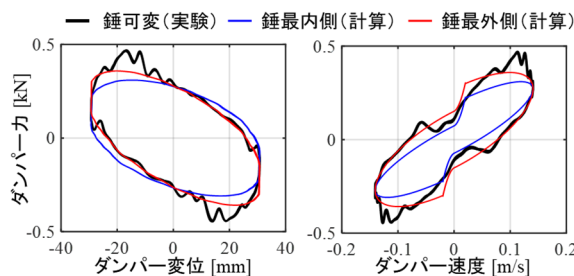 錘可変(実験) 錘最内側(計算) 錘最外側(計算)
ダンパー力 [kN]
0.5
0
-0.5
-40 -20 0 20 40
ダンパー変位 [mm]
0.5
0
-0.5
-0.2 -0.1 0 0.1 0.2
ダンパー速度 [m/s]